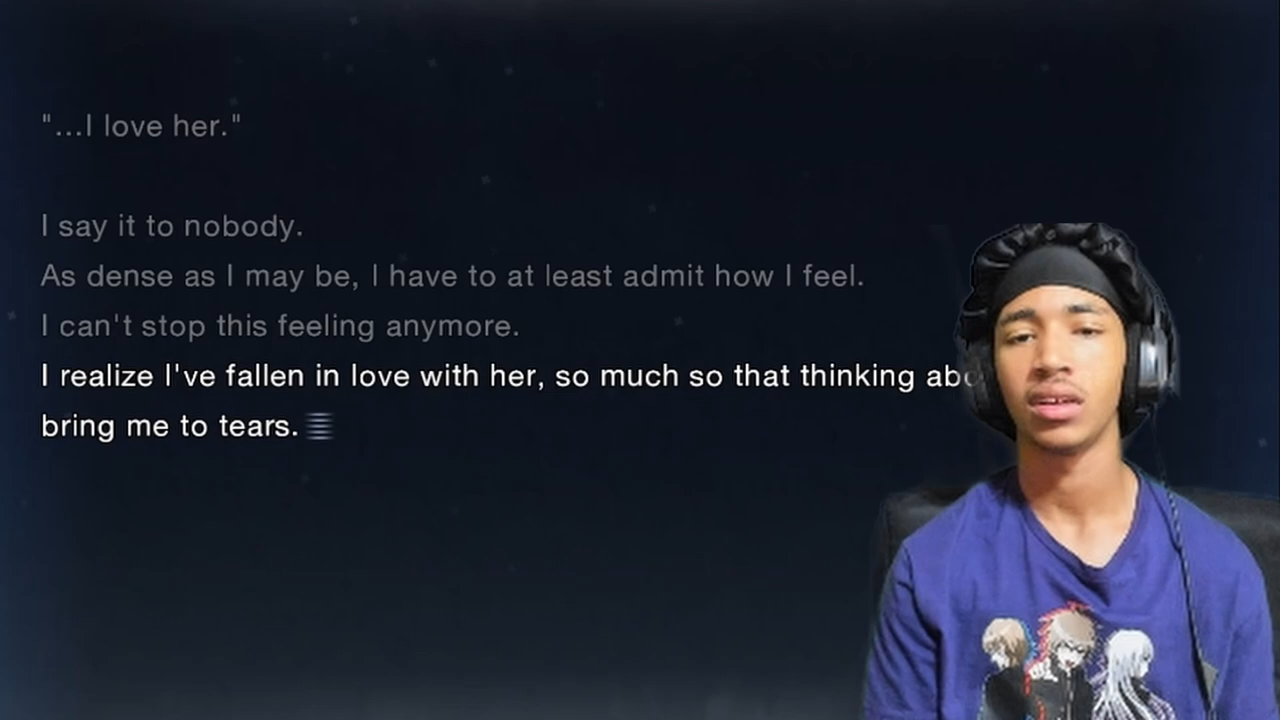 "...I love her."
I say it to nobody.
As dense as I may be, I have to at least admit how I feel.
I can't stop this feeling anymore.
I realize I've fallen in love with her, so much so that thinking
bring me to tears.